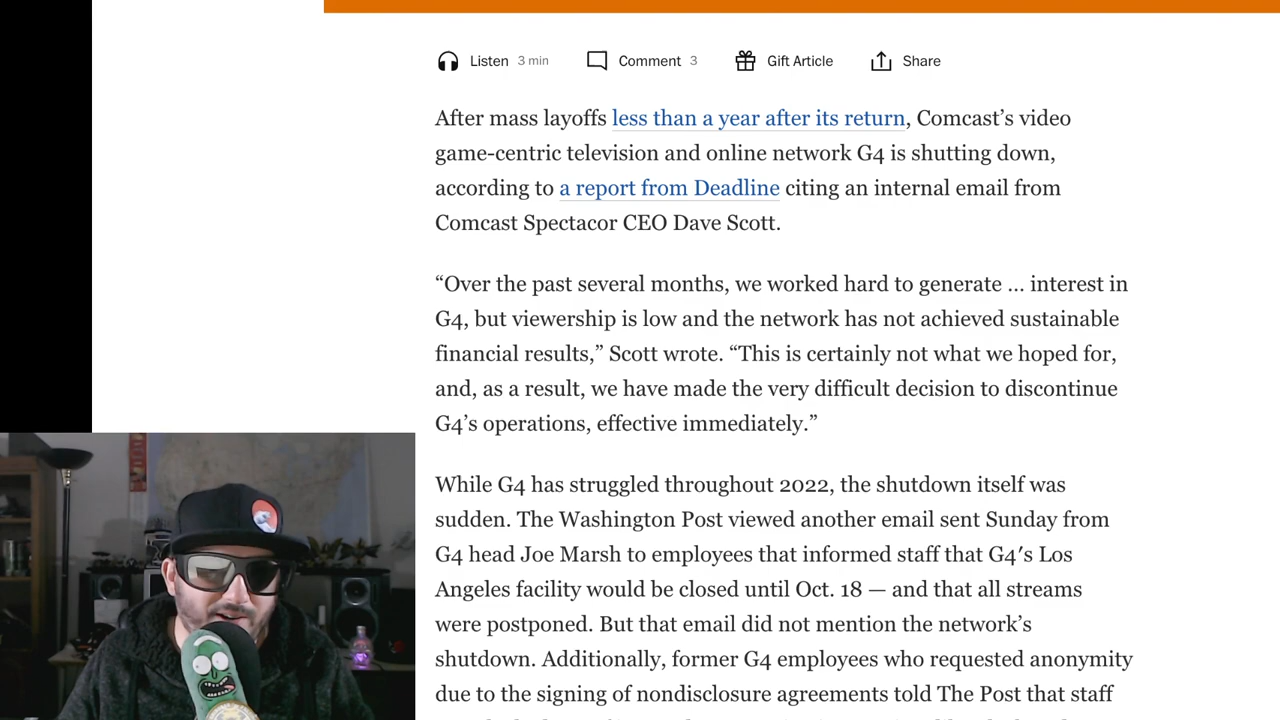 Listen 3 min Comment 3 Gift Article Share
After mass layoffs less than a year after its return, Comcast’s video
game-centric television and online network G4 is shutting down,
according to a report from Deadline citing an internal email from
Comcast Spectacor CEO Dave Scott.
“Over the past several months, we worked hard to generate … interest in
G4, but viewership is low and the network has not achieved sustainable
financial results,” Scott wrote. “This is certainly not what we hoped for,
and, as a result, we have made the very difficult decision to discontinue
G4’s operations, effective immediately.”
While G4 has struggled throughout 2022, the shutdown itself was
sudden. The Washington Post viewed another email sent Sunday from
G4 head Joe Marsh to employees that informed staff that G4′s Los
Angeles facility would be closed until Oct. 18 — and that all streams
were postponed. But that email did not mention the network’s
shutdown. Additionally, former G4 employees who requested anonymity
due to the signing of nondisclosure agreements told The Post that staff